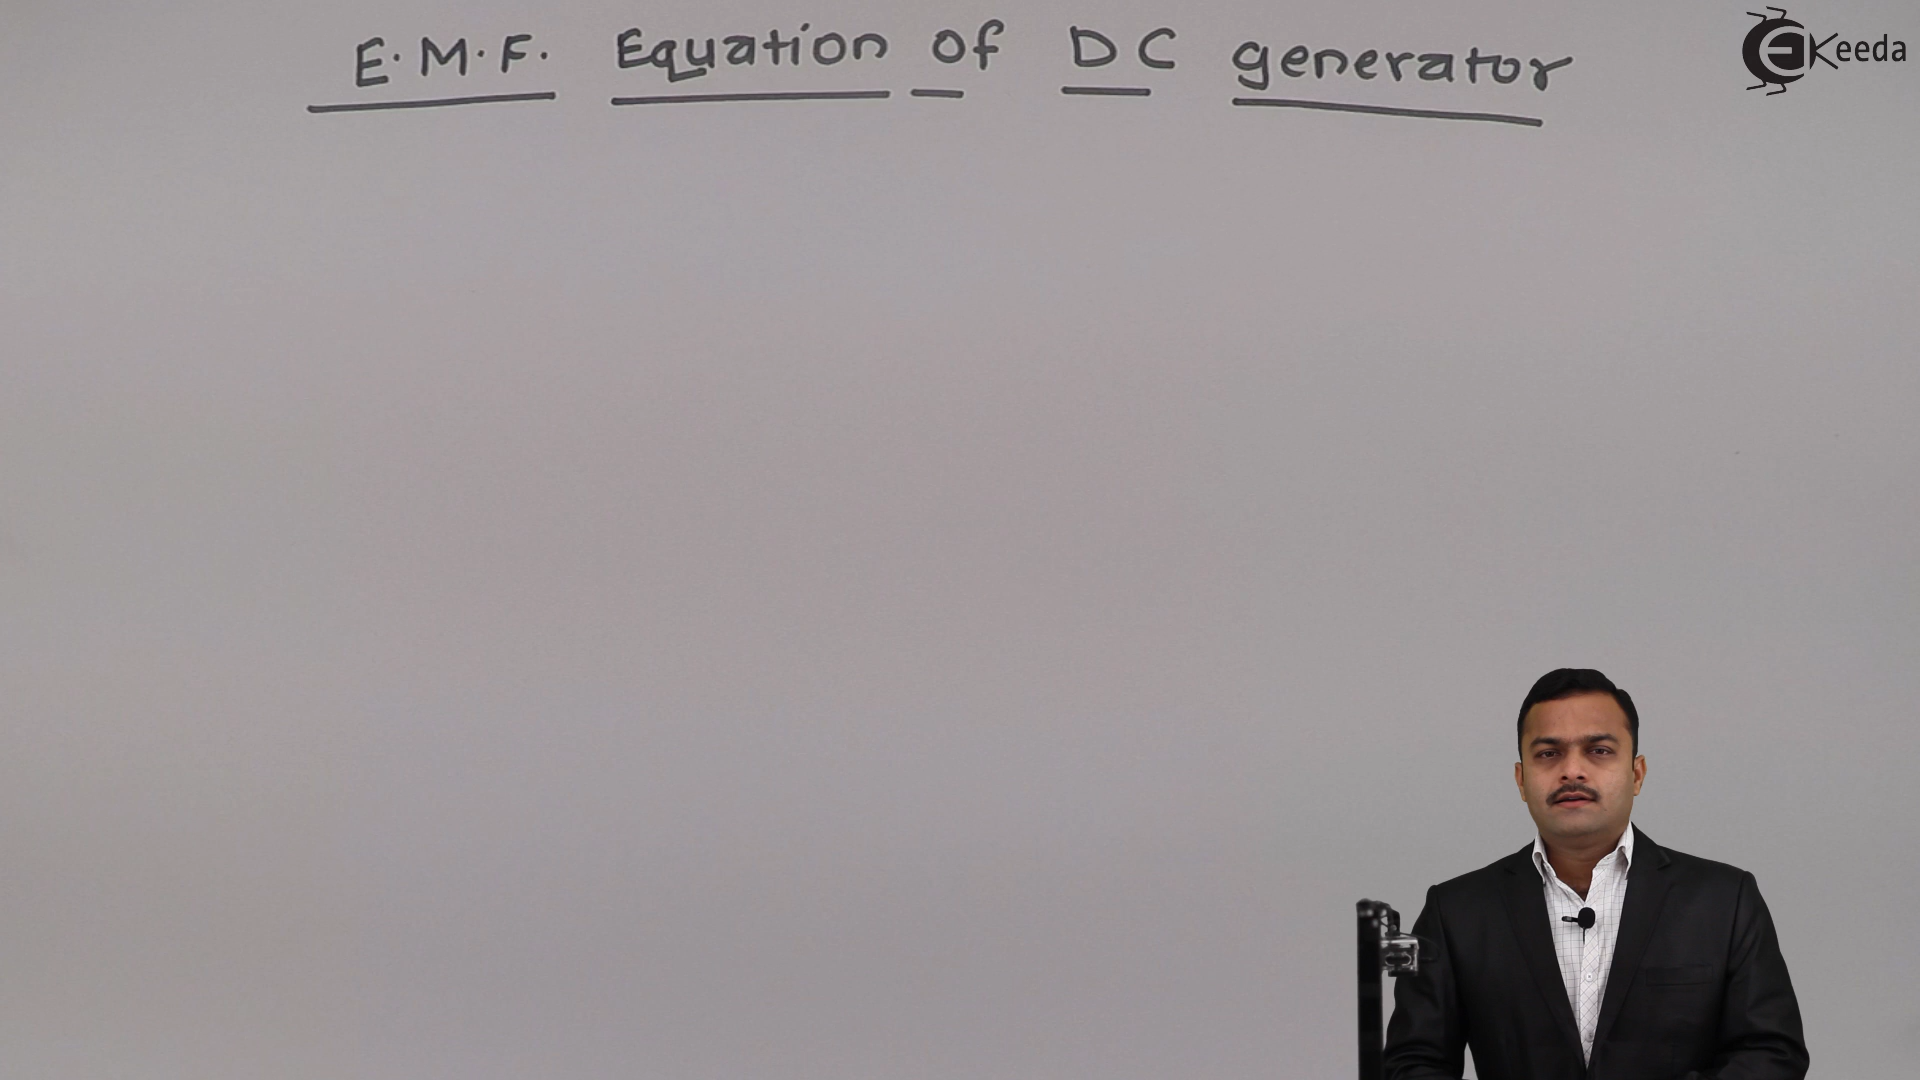 E.M.F. Equation of DC generator
eKeeda